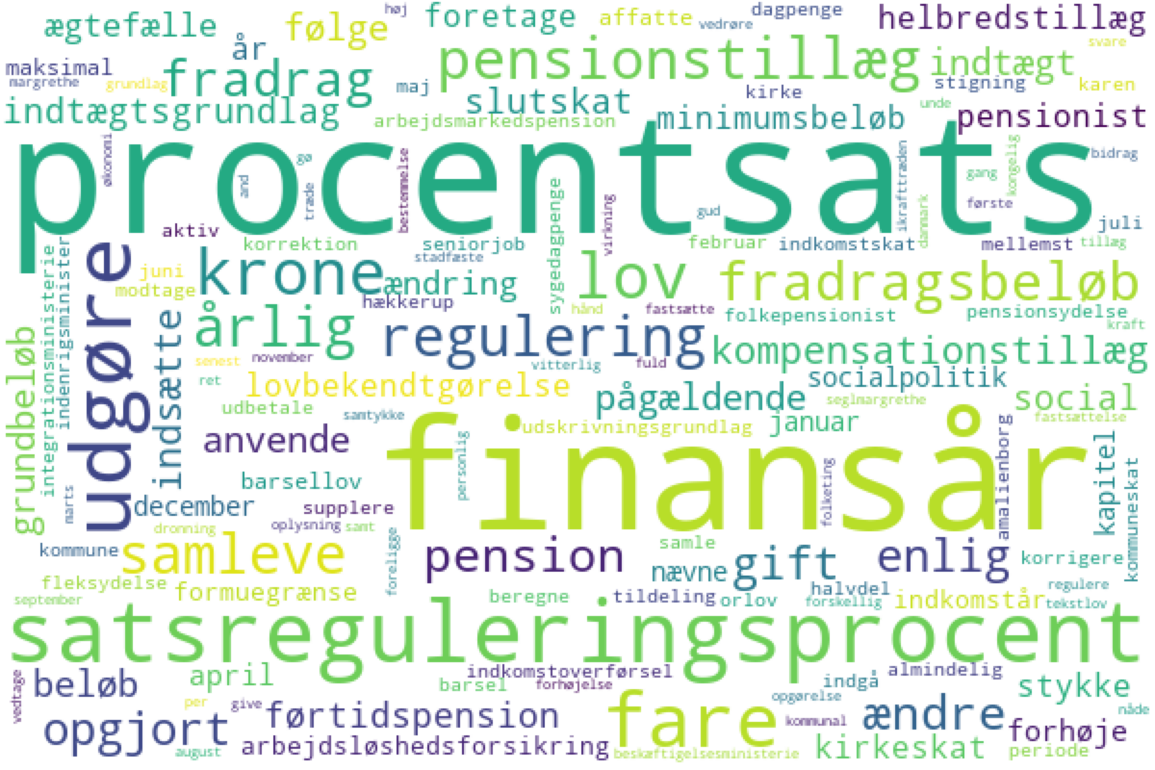 ægtefælle følge høj foretage affatte vedrøre dagpenge helbredstillæg
maksimal år pensionstillæg indtægt svare
margrethe grundlag fradrag maj slutskat kirke stigning karen
indtægtsgrundlag arbejdsmarkedspension minimumsbeløb unde pensionist
procentsats
økonomi and gø træde bestemmelse virkning gud ikrafttræden gang kongelig bidrag
første
aktiv korrektion seniorjob sygedagpenge februar indkomstskat danmark mellemst tillæg juli
stadfæste
juni krone ændring lov fradragsbeløb
modtage hækkerup hånd fastsætte folkepensionist pensionsydelse
integrationsministerie indenrigsminister udgøre indsætte årlig regulering kraft
grundbeløb senest november vitterlig fuld kompensationstillæg
ret lovbekendtgørelse socialpolitik
udbetale samtykke pågældende seglmargrethe social
anvende udskrivningsgrundlag januar fastsættelse
finansår
marts barsellov personlig folketing amalienborg kapitel kommuneskat
december supplere
dronning oplysning samt
kommune samleve foreligge pension samle gift enlig korrigere
fleksydelse nævne halvdel regulere
september formuegrænse beregne tildeling orlov forskellig indkomstår tekstlov
satsreguleringsprocent
vedtage beløb april indkomstoverførsel almindelig
barsel forhøjelse indgå stykke
per give opgørelse nåde
opgjort førtidspension fare kommunal ændre forhøje
august arbejdsløshedsforsikring beskæftigelsesministerie kirkeskat periode